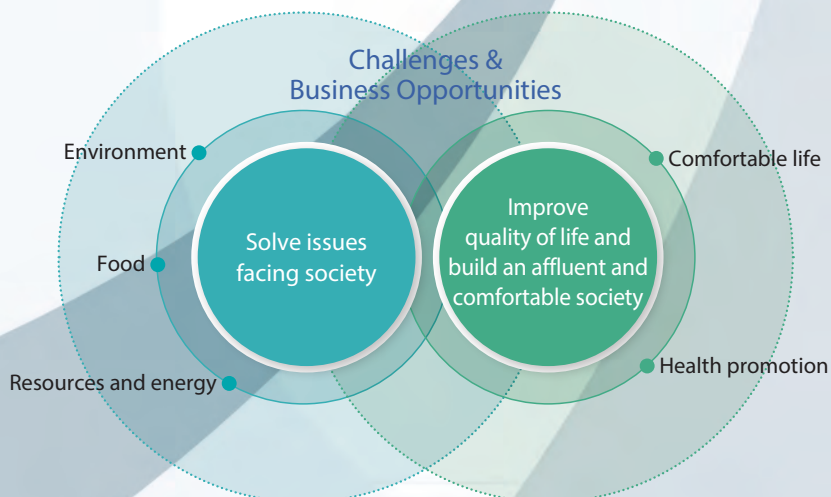 Challenges &
Business Opportunities
Environment
Food
Resources and energy
Solve issues
facing society
Improve
quality of life and
build an affluent and
comfortable society
Comfortable life
Health promotion